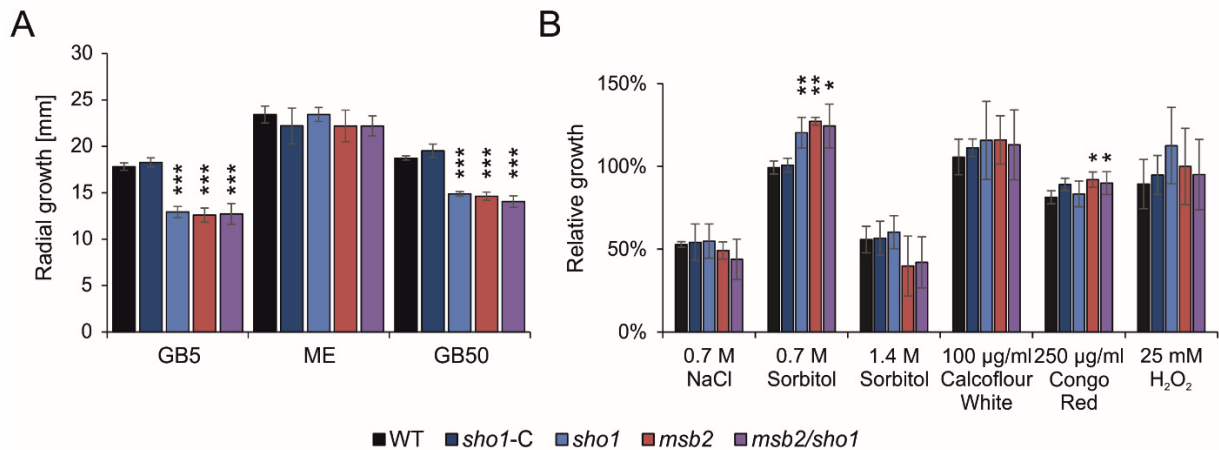 A
Radial growth [mm]
30
25
20
15
10
5
0
*** *** ***
*** *** ***
GB5 ME GB50
B
Relative growth
150%
100%
50%
0%
** ** *
* *
0.7 M 0.7 M 1.4 M 100 µg/ml 250 µg/ml 25 mM
NaCl Sorbitol Sorbitol Calcoflour Congo H₂O₂
White Red
WT sho1-C sho1 msb2 msb2/sho1